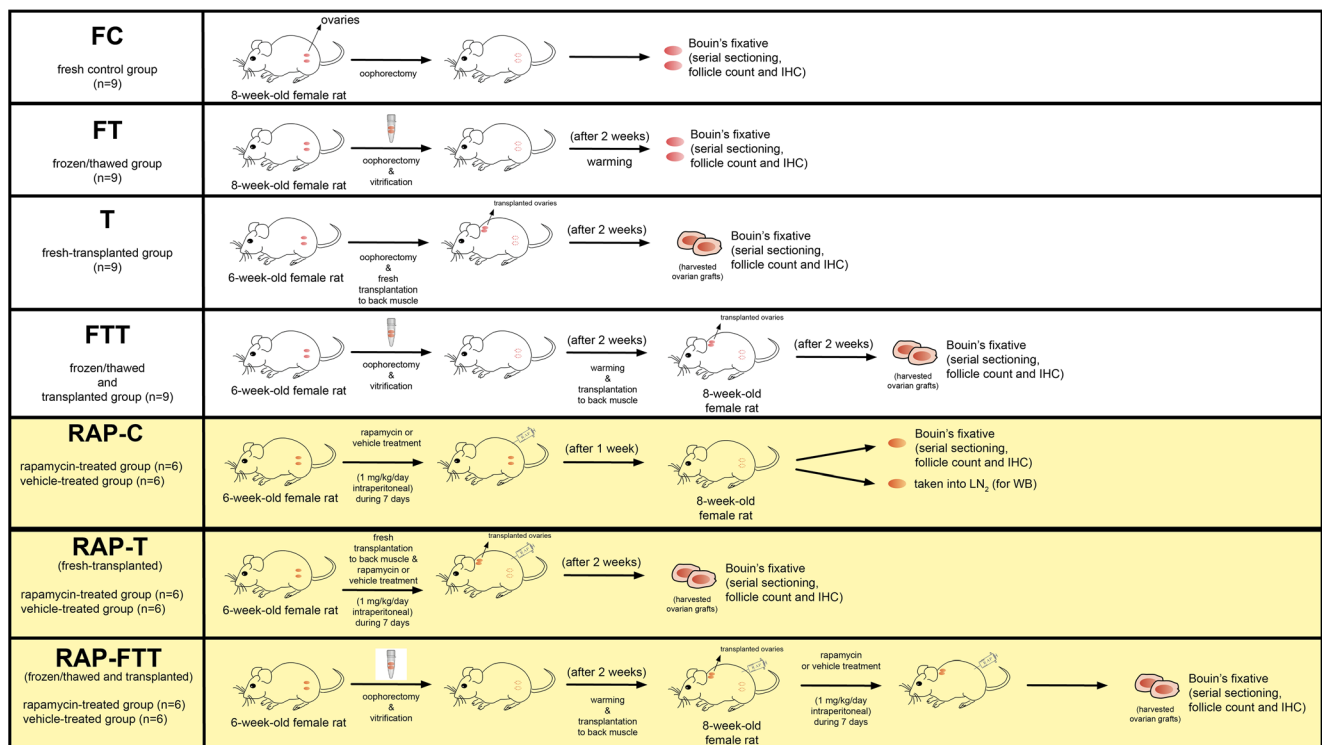 FC
fresh control group
(n=9)
ovaries
8-week-old female rat
oophorectomy
Bouin's fixative
(serial sectioning,
follicle count and IHC)
FT
frozen/thawed group
(n=9)
8-week-old female rat
oophorectomy
&
vitrification
(after 2 weeks)
warming
Bouin's fixative
(serial sectioning,
follicle count and IHC)
T
fresh-transplanted group
(n=9)
6-week-old female rat
oophorectomy
&
fresh
transplantation
to back muscle
transplanted ovaries
(after 2 weeks)
(harvested
ovarian grafts)
Bouin's fixative
(serial sectioning,
follicle count and IHC)
FTT
frozen/thawed
and
transplanted group (n=9)
6-week-old female rat
oophorectomy
&
vitrification
(after 2 weeks)
warming
&
transplantation
to back muscle
transplanted ovaries
8-week-old
female rat
(after 2 weeks)
(harvested
ovarian grafts)
Bouin's fixative
(serial sectioning,
follicle count and IHC)
RAP-C
rapamycin-treated group (n=6)
vehicle-treated group (n=6)
6-week-old female rat
rapamycin or
vehicle treatment
(1 mg/kg/day
intraperitoneal)
during 7 days
(after 1 week)
8-week-old
female rat
Bouin's fixative
(serial sectioning,
follicle count and IHC)
taken into LN₂ (for WB)
RAP-T
(fresh-transplanted)
rapamycin-treated group (n=6)
vehicle-treated group (n=6)
6-week-old female rat
fresh
transplantation
to back muscle &
rapamycin or
vehicle treatment
(1 mg/kg/day
intraperitoneal)
during 7 days
transplanted ovaries
(after 2 weeks)
(harvested
ovarian grafts)
Bouin's fixative
(serial sectioning,
follicle count and IHC)
RAP-FTT
(frozen/thawed and transplanted)
rapamycin-treated group (n=6)
vehicle-treated group (n=6)
6-week-old female rat
oophorectomy
&
vitrification
(after 2 weeks)
warming
&
transplantation
to back muscle
transplanted ovaries
8-week-old
female rat
rapamycin
or vehicle treatment
(1 mg/kg/day
intraperitoneal)
during 7 days
(harvested
ovarian grafts)
Bouin's fixative
(serial sectioning,
follicle count and IHC)